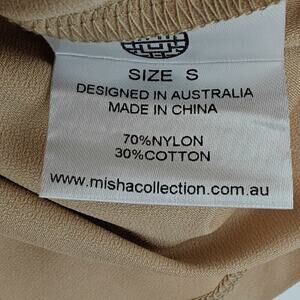 SIZE S
DESIGNED IN AUSTRALIA
MADE IN CHINA
70%NYLON
30%COTTON
www.mishacollection.com.au